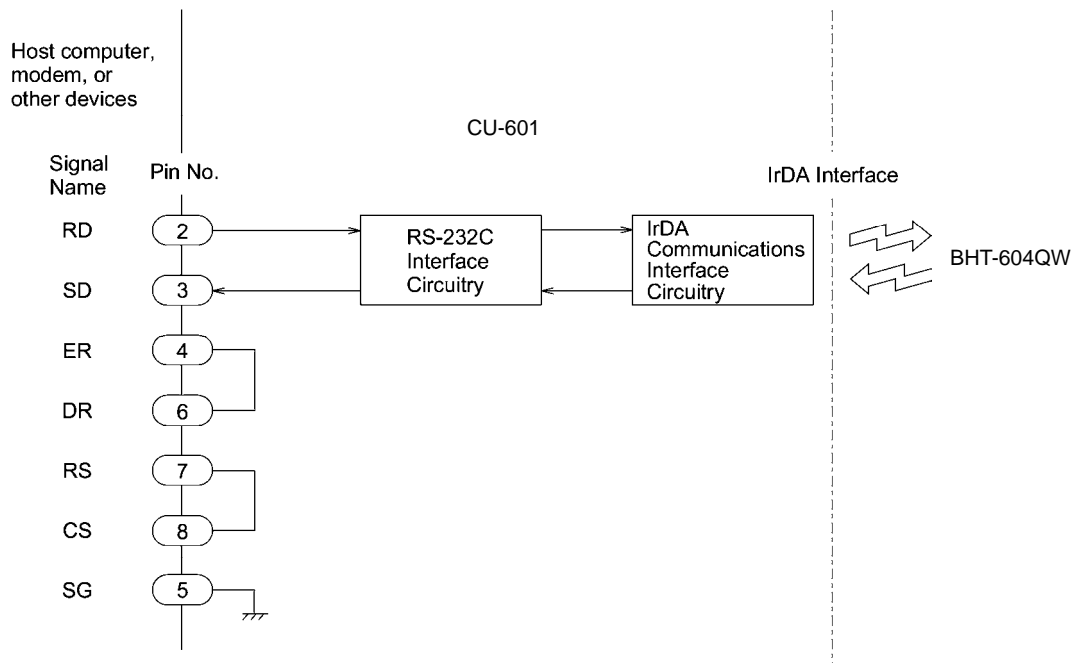 Host computer,
modem, or
other devices
CU-601
Signal
Name
Pin No.
IrDA Interface
RD
2
RS-232C
Interface
Circuitry
IrDA
Communications
Interface
Circuitry
BHT-604QW
SD
3
ER
4
DR
6
RS
7
CS
8
SG
5